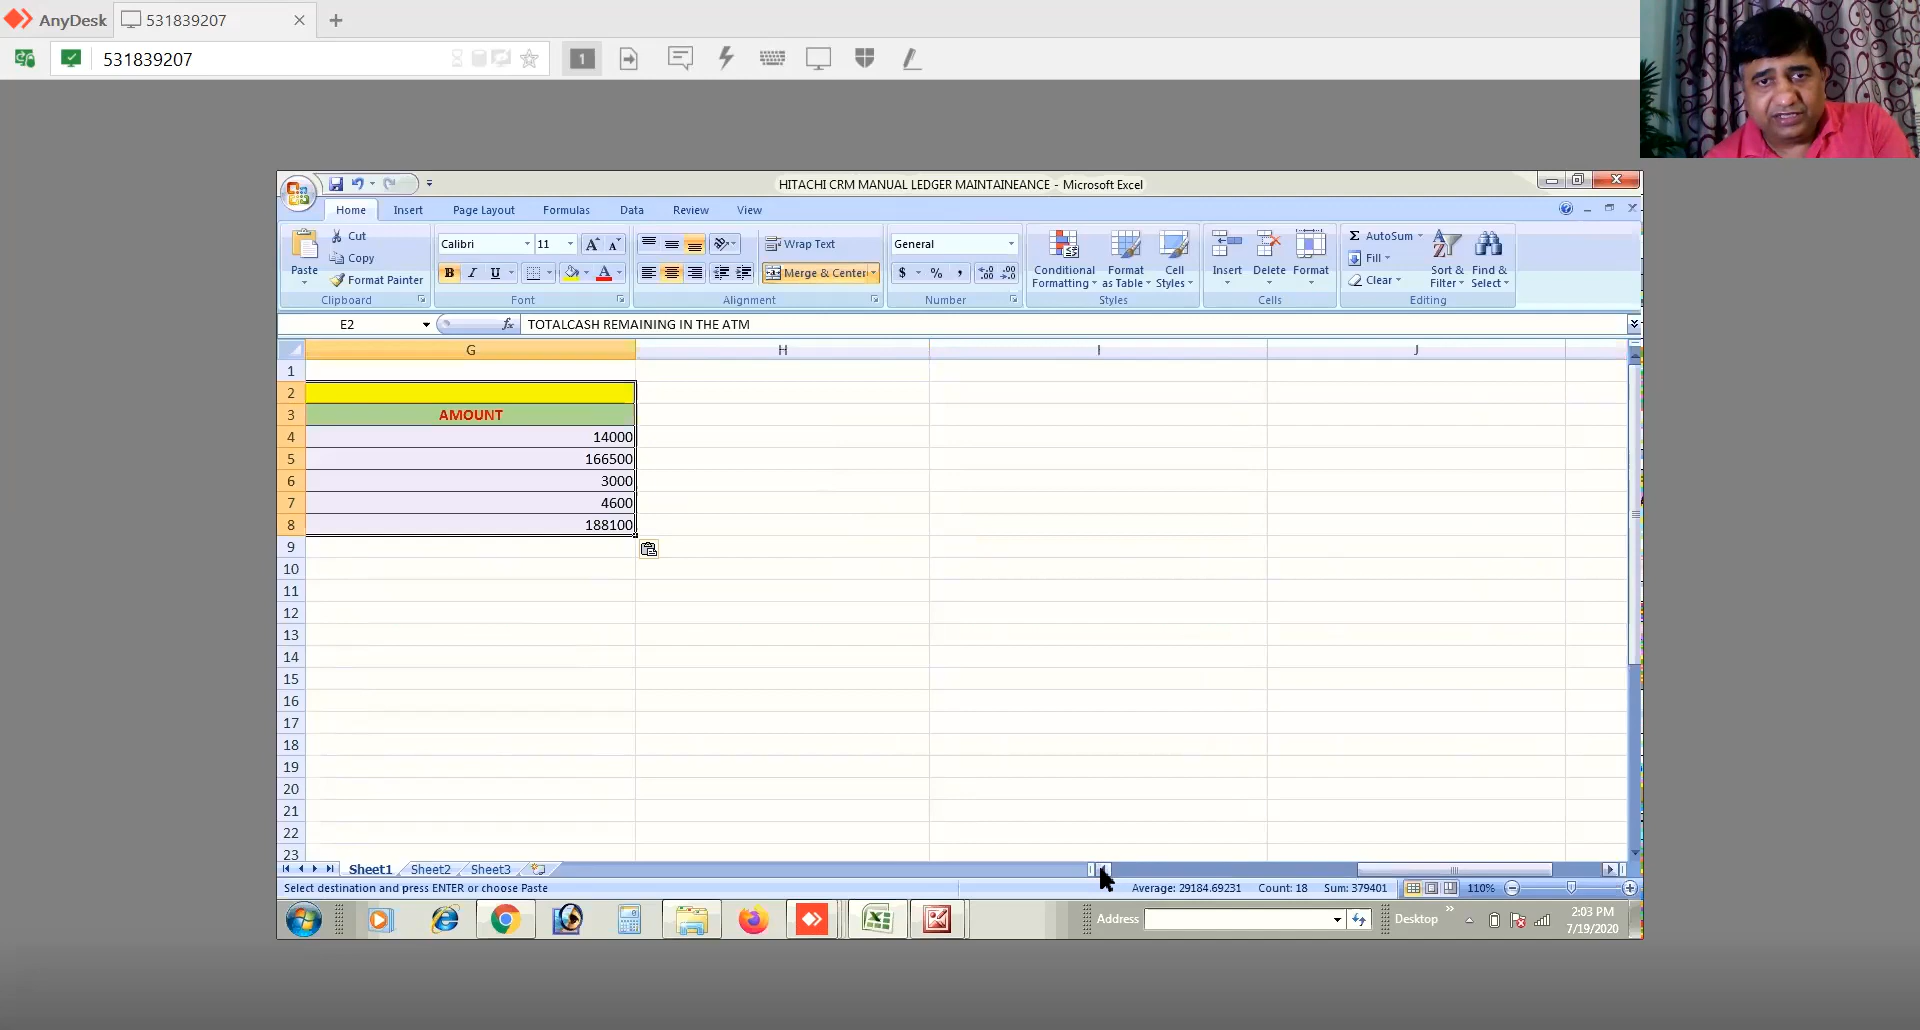 AnyDesk
531839207
531839207
1
HITACHI CRM MANUAL LEDGER MAINTAINEANCE - Microsoft Excel
Home Insert Page Layout Formulas Data Review View
Paste
Cut
Copy
Format Painter
Clipboard
Calibri 11
B I U
Font
Wrap Text
Merge & Center
Alignment
General
$ % ,
Number
Conditional Formatting
Format as Table
Cell Styles
Styles
Insert Delete Format
Cells
AutoSum
Fill
Clear
Sort & Filter
Find & Select
Editing
E2 fx TOTALCASH REMAINING IN THE ATM
G H I J
1
2
3 AMOUNT
4 14000
5 166500
6 3000
7 4600
8 188100
9
10
11
12
13
14
15
16
17
18
19
20
21
22
23
Sheet1 Sheet2 Sheet3
Select destination and press ENTER or choose Paste Average: 29184.69231 Count: 18 Sum: 379401 110%
Address Desktop
2:03 PM
7/19/2020